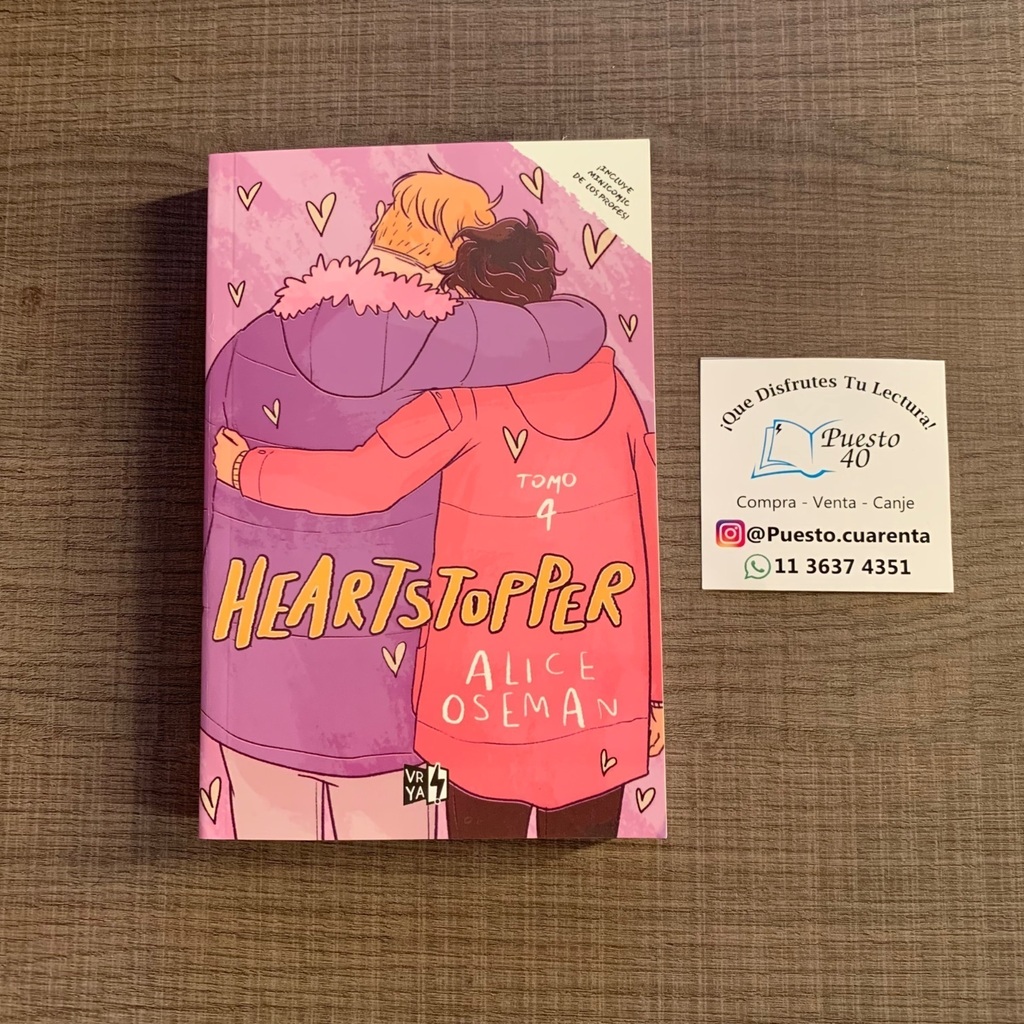 ¡INCLUYE
MINICOMIC
DE LOS PROFES!
TOMO
4
HEARTSTOPPER
ALICE
OSEMAN
VR
YA
¡Que Disfrutes Tu Lectura!
Puesto
40
Compra - Venta - Canje
@Puesto.cuarenta
11 3637 4351